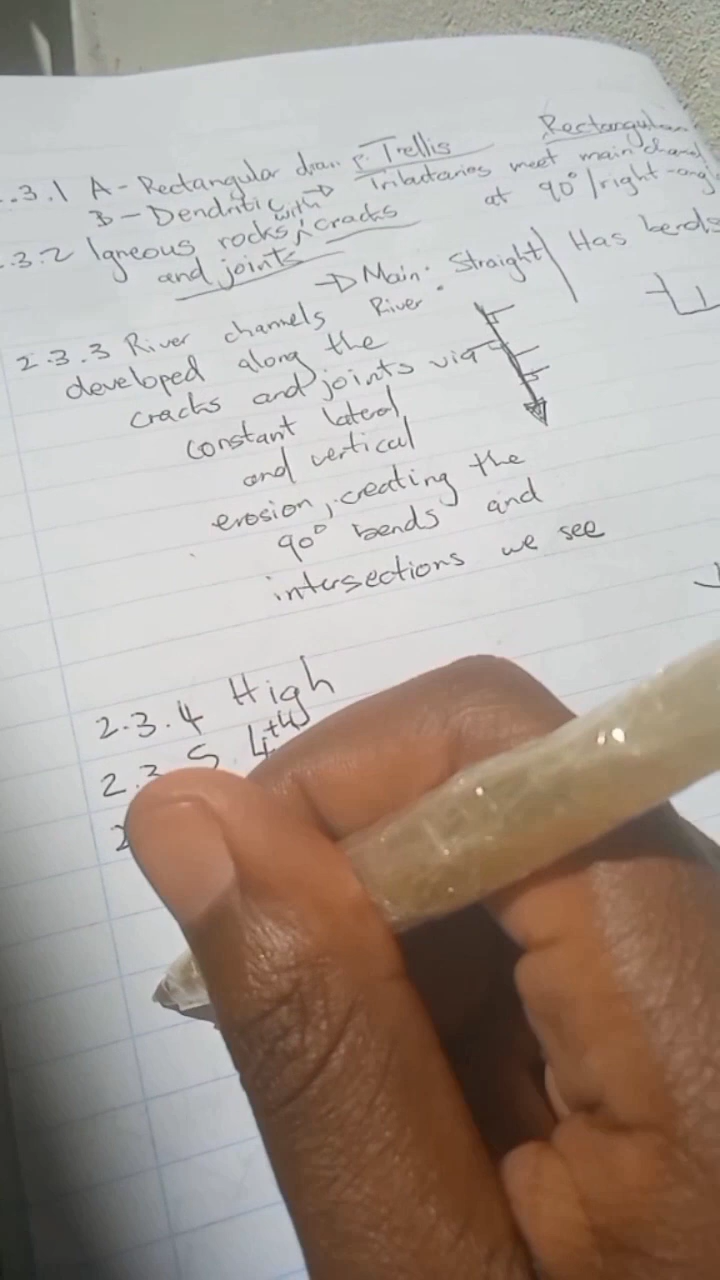 .3.1 A - Rectangular Trellis Rectangular
B - Dendritic with Tributaries meet main channel
at 90°/right-ang
.3.2 Igneous rocks, cracks
and joints
→ Main River: Straight Has bends
2.3.3 River channels
developed along the
cracks and joints via
constant lateral
and vertical
erosion, creating the
90° bends and
intersections we see
2.3.4 High
2.3.5 4th
2